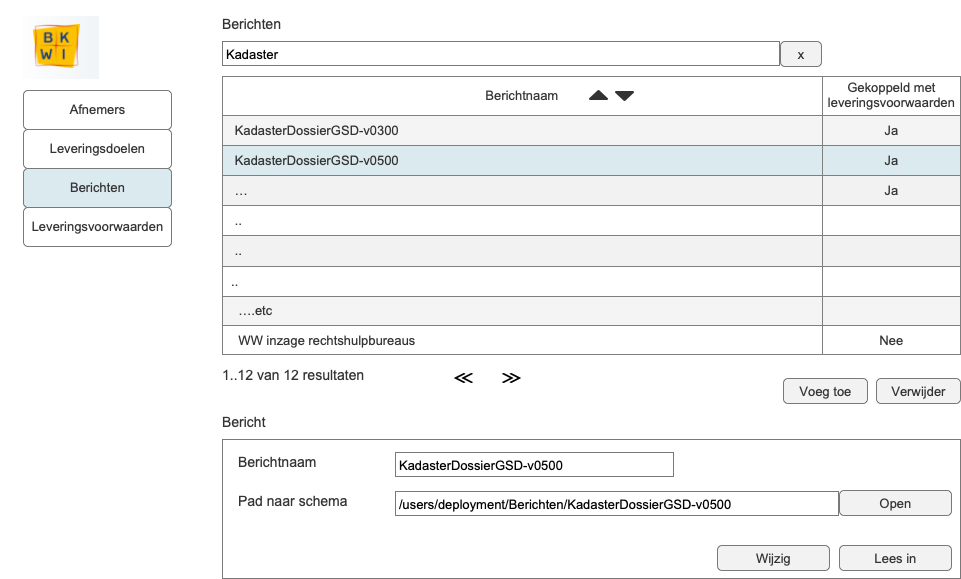 B K
W I
Afnemers
Leveringsdoelen
Berichten
Leveringsvoorwaarden
Berichten
Kadaster x
Berichtnaam Gekoppeld met
leveringsvoorwaarden
KadasterDossierGSD-v0300 Ja
KadasterDossierGSD-v0500 Ja
... Ja
..
..
..
....etc
WW inzage rechtshulpbureaus Nee
1..12 van 12 resultaten ≪ ≫
Voeg toe Verwijder
Bericht
Berichtnaam KadasterDossierGSD-v0500
Pad naar schema /users/deployment/Berichten/KadasterDossierGSD-v0500 Open
Wijzig Lees in